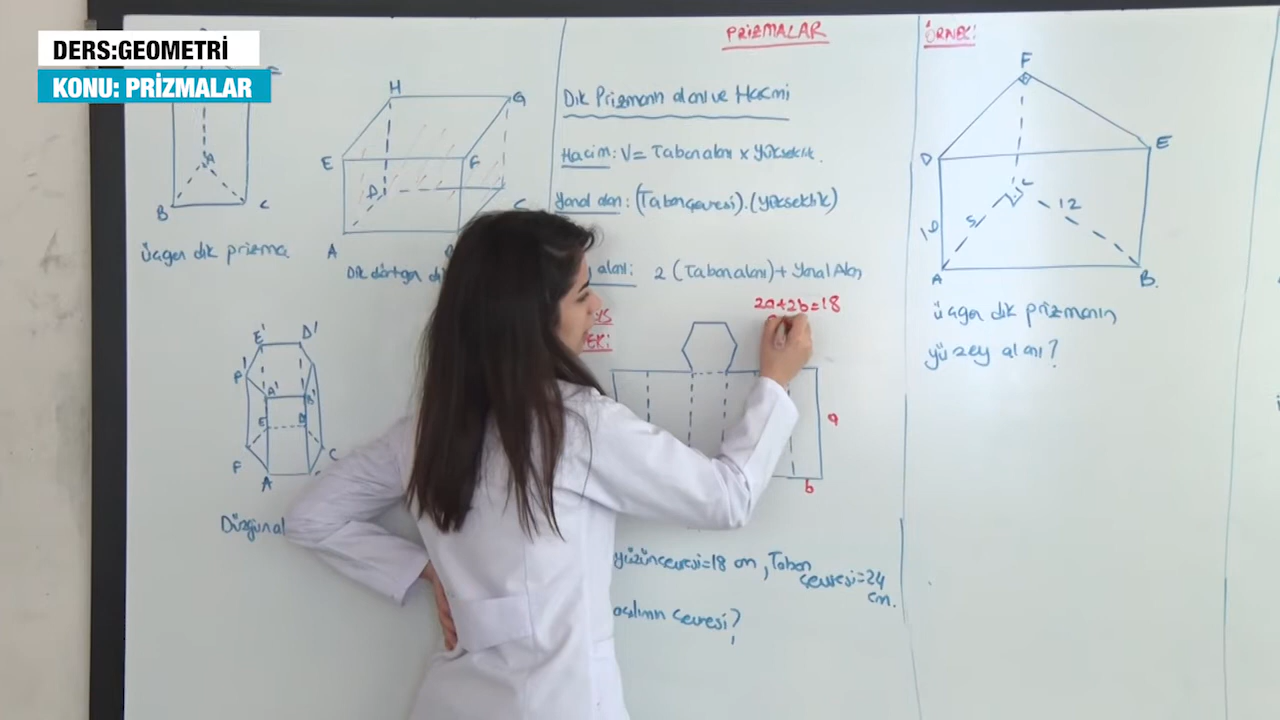 DERS:GEOMETRİ
KONU: PRİZMALAR
B
C
üçgen dik prizma
H
G
E
F
D
C
A
Dik dörtgen
E'
D'
F'
A'
B'
E
D
F
C
A
PRİZMALAR
Dik Prizmanın alanı ve Hacmi
Hacim: V= Taban alanı x Yükseklik.
Yanal alan: (Taban çevresi).(Yükseklik)
alanı: 2 (Taban alanı) + Yanal Alan
2a+2b=18
a
b
yüzün çevresi=18 cm, Taban
çevresi=24
cm.
açılımın çevresi?
ÖRNEK:
F
D
E
C
5
12
10
A
B
üçgen dik prizmanın
yüzey alanı?